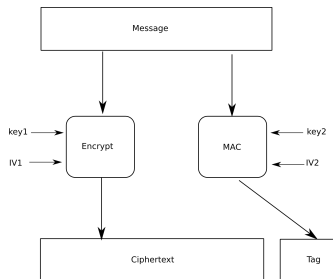 Message
key1
Encrypt
MAC
key2
IV1
IV2
Ciphertext
Tag